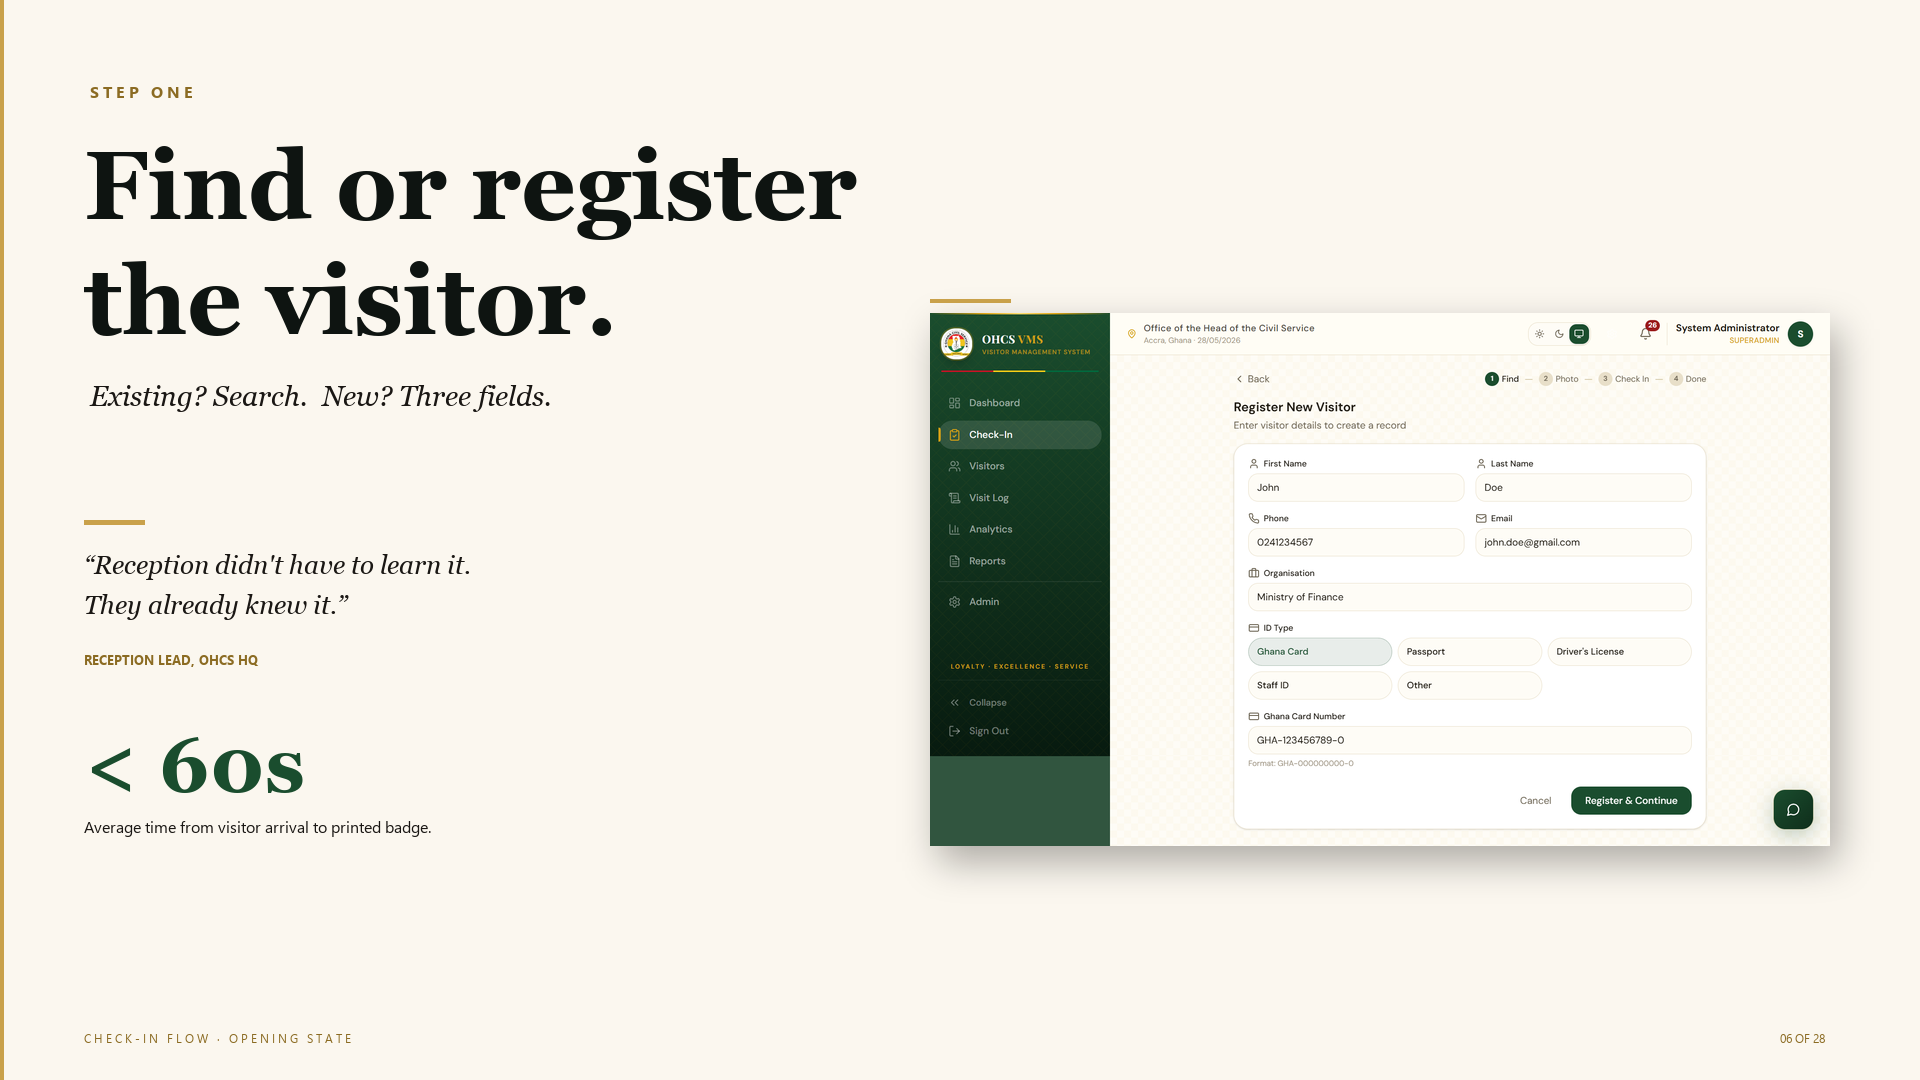 STEP ONE
Find or register
the visitor.
Existing? Search. New? Three fields.
“Reception didn't have to learn it.
They already knew it.”
RECEPTION LEAD, OHCS HQ
< 60s
Average time from visitor arrival to printed badge.
OHCS VMS
VISITOR MANAGEMENT SYSTEM
Dashboard
Check-In
Visitors
Visit Log
Analytics
Reports
Admin
LOYALTY · EXCELLENCE · SERVICE
Collapse
Sign Out
Office of the Head of the Civil Service
Accra, Ghana · 28/05/2026
26
System Administrator
SUPERADMIN
S
Back
1 Find — 2 Photo — 3 Check In — 4 Done
Register New Visitor
Enter visitor details to create a record
First Name Last Name
John Doe
Phone Email
0241234567 john.doe@gmail.com
Organisation
Ministry of Finance
ID Type
Ghana Card Passport Driver's License
Staff ID Other
Ghana Card Number
GHA-123456789-0
Format: GHA-000000000-0
Cancel Register & Continue
CHECK-IN FLOW · OPENING STATE
06 OF 28